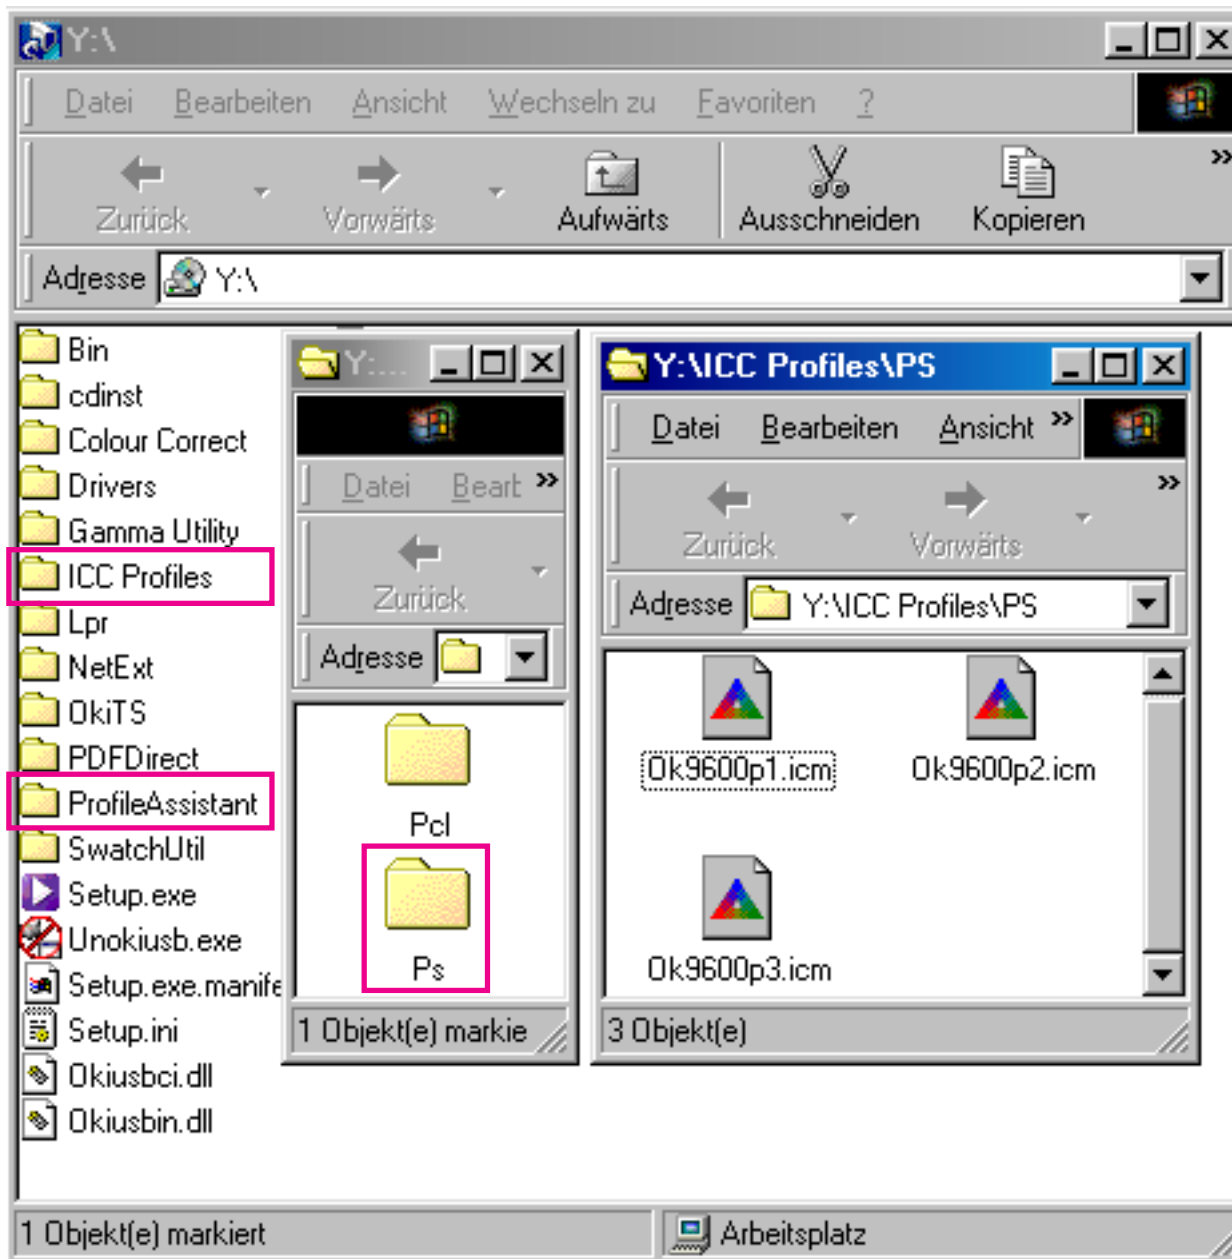 Y:\
Datei Bearbeiten Ansicht Wechseln zu Favoriten ?
Zurück Vorwärts Aufwärts Ausschneiden Kopieren »
Adresse Y:\
Bin
cdinst
Colour Correct
Drivers
Gamma Utility
ICC Profiles
Lpr
NetExt
OkiTS
PDFDirect
ProfileAssistant
SwatchUtil
Setup.exe
Unokiusb.exe
Setup.exe.manife
Setup.ini
Okiusbci.dll
Okiusbin.dll
Y:...
Datei Beart »
Zurück
Adresse
Pcl
Ps
1 Objekt(e) markie
Y:\ICC Profiles\PS
Datei Bearbeiten Ansicht »
Zurück Vorwärts »
Adresse Y:\ICC Profiles\PS
Ok9600p1.icm Ok9600p2.icm
Ok9600p3.icm
3 Objekt(e)
1 Objekt(e) markiert Arbeitsplatz